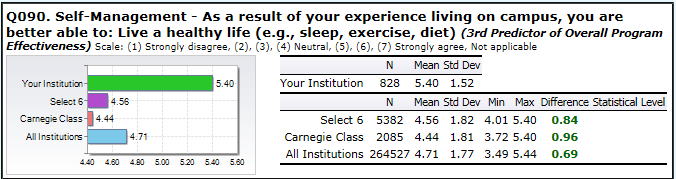 Q090. Self-Management - As a result of your experience living on campus, you are
better able to: Live a healthy life (e.g., sleep, exercise, diet) (3rd Predictor of Overall Program
Effectiveness) Scale: (1) Strongly disagree, (2), (3), (4) Neutral, (5), (6), (7) Strongly agree, Not applicable
Your Institution 5.40
Select 6 4.56
Carnegie Class 4.44
All Institutions 4.71
4.40 4.60 4.80 5.00 5.20 5.40 5.60
N Mean Std Dev
Your Institution 828 5.40 1.52
N Mean Std Dev Min Max Difference Statistical Level
Select 6 5382 4.56 1.82 4.01 5.40 0.84
Carnegie Class 2085 4.44 1.81 3.72 5.40 0.96
All Institutions 264527 4.71 1.77 3.49 5.44 0.69